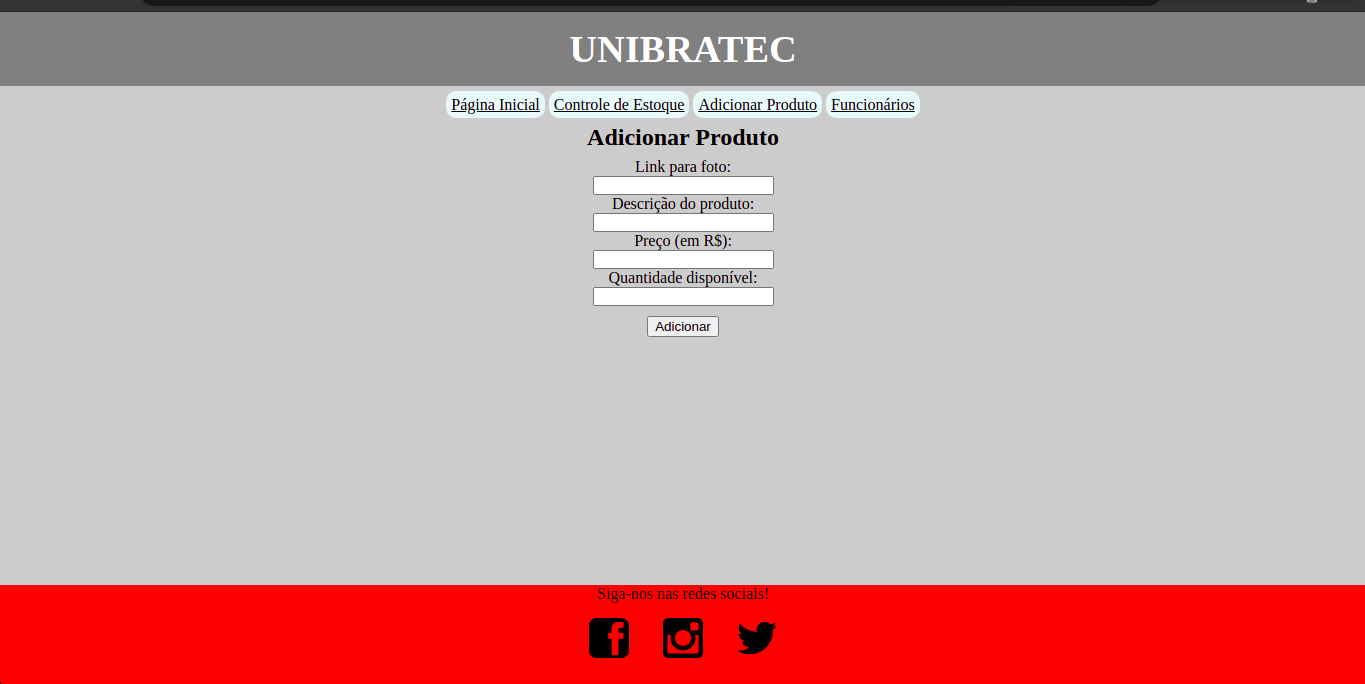 UNIBRATEC
Página Inicial Controle de Estoque Adicionar Produto Funcionários
Adicionar Produto
Link para foto:
Descrição do produto:
Preço (em R$):
Quantidade disponível:
Adicionar
Siga-nos nas redes sociais!